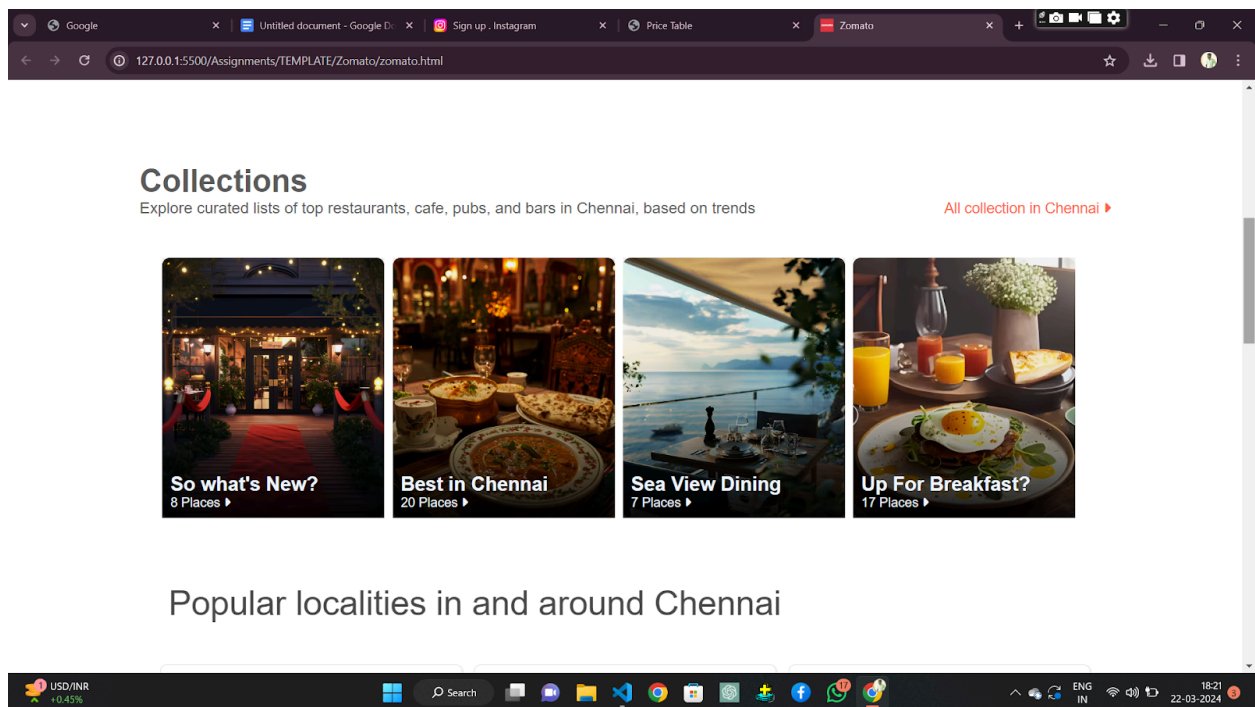 Google
Untitled document - Google Do
Sign up . Instagram
Price Table
Zomato
127.0.0.1:5500/Assignments/TEMPLATE/Zomato/zomato.html
Collections
Explore curated lists of top restaurants, cafe, pubs, and bars in Chennai, based on trends
All collection in Chennai
So what's New?
8 Places
Best in Chennai
20 Places
Sea View Dining
7 Places
Up For Breakfast?
17 Places
Popular localities in and around Chennai
1
USD/INR
+0.45%
Search
17
ENG
IN
18:21
22-03-2024
3